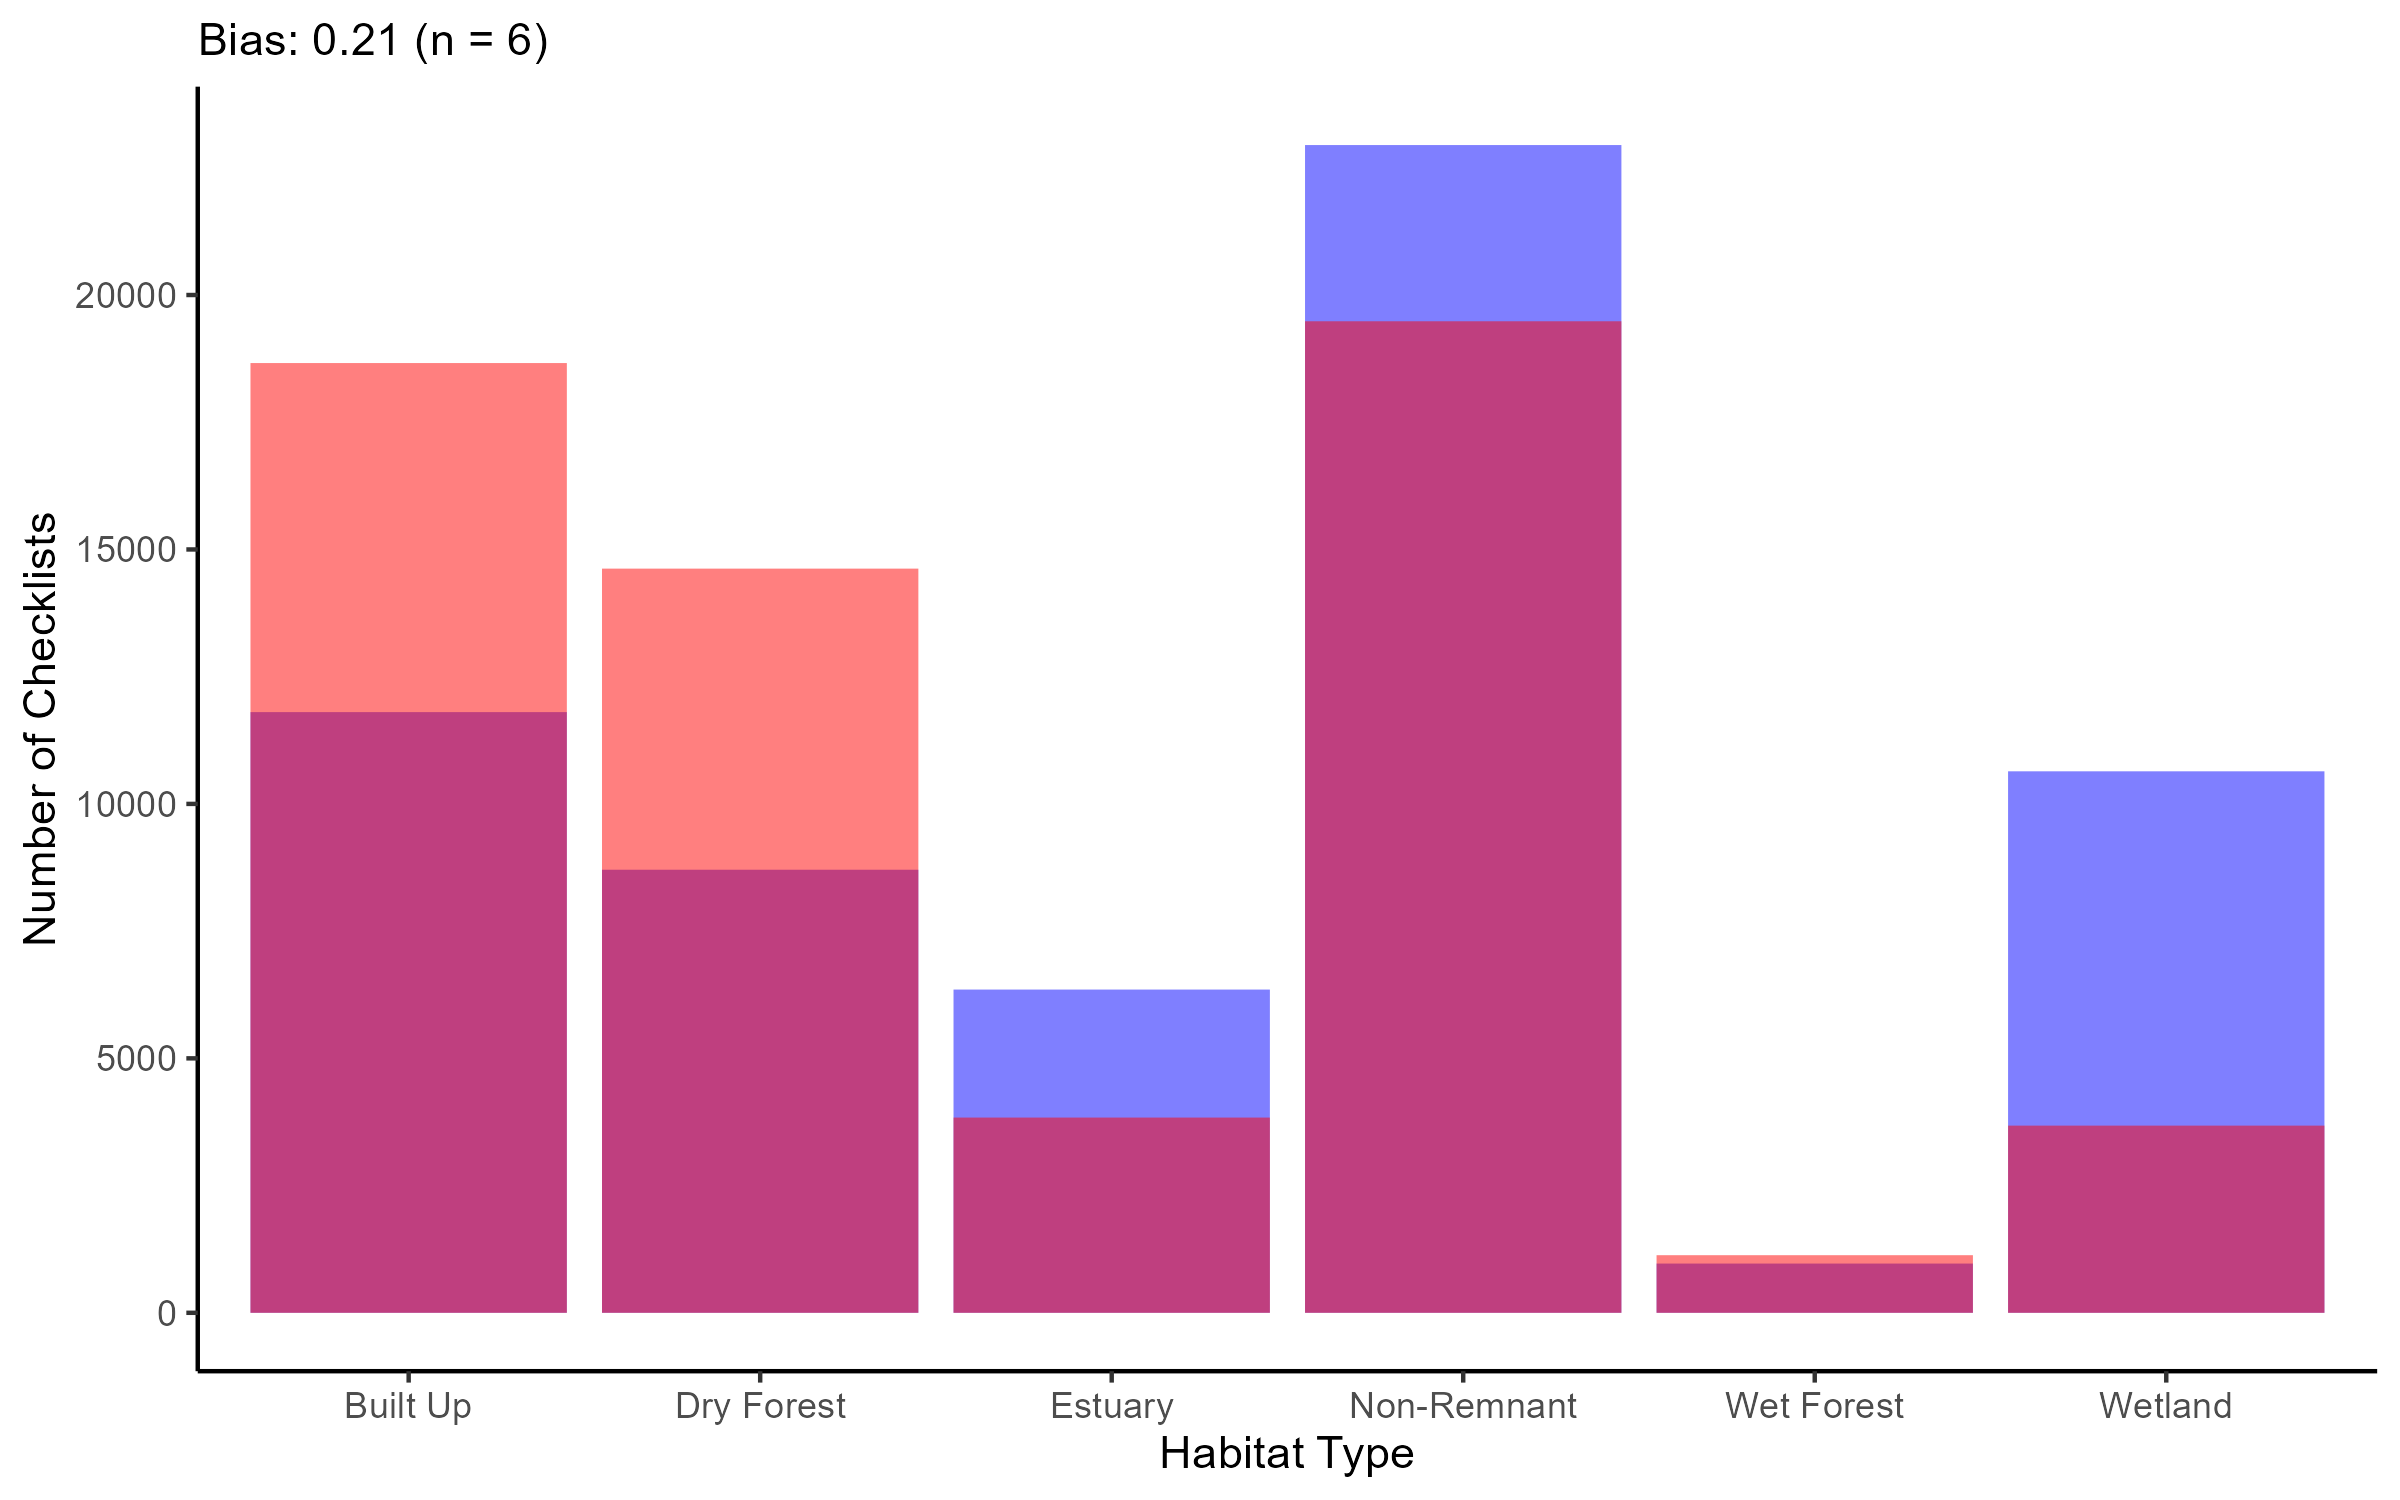 Bias: 0.21 (n = 6)
Number of Checklists
20000
15000
10000
5000
0
Built Up
Dry Forest
Estuary
Non-Remnant
Wet Forest
Wetland
Habitat Type